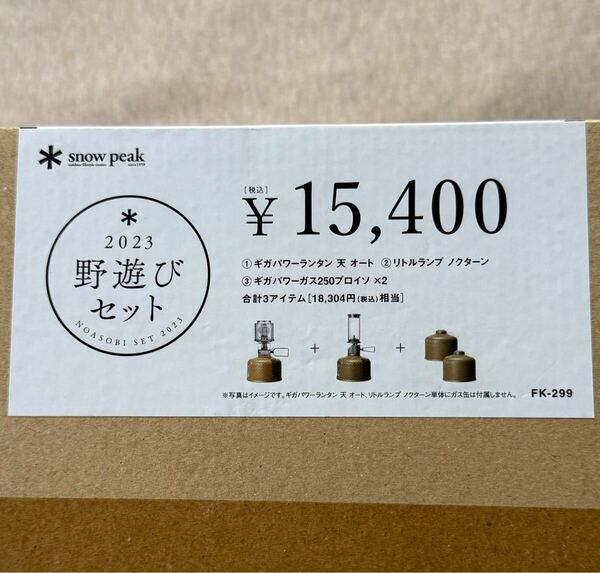 snow peak
outdoor lifestyle creator since1958
2023
野遊び
セット
NOASOBI SET 2023
[税込]
¥ 15,400
①ギガパワーランタン 天 オート ②リトルランプ ノクターン
③ギガパワーガス250プロイソ ×2
合計3アイテム[18,304円(税込)相当]
+ +
※写真はイメージです。ギガパワーランタン 天 オート、リトルランプ ノクターン単体にガス缶は付属しません。
FK-299